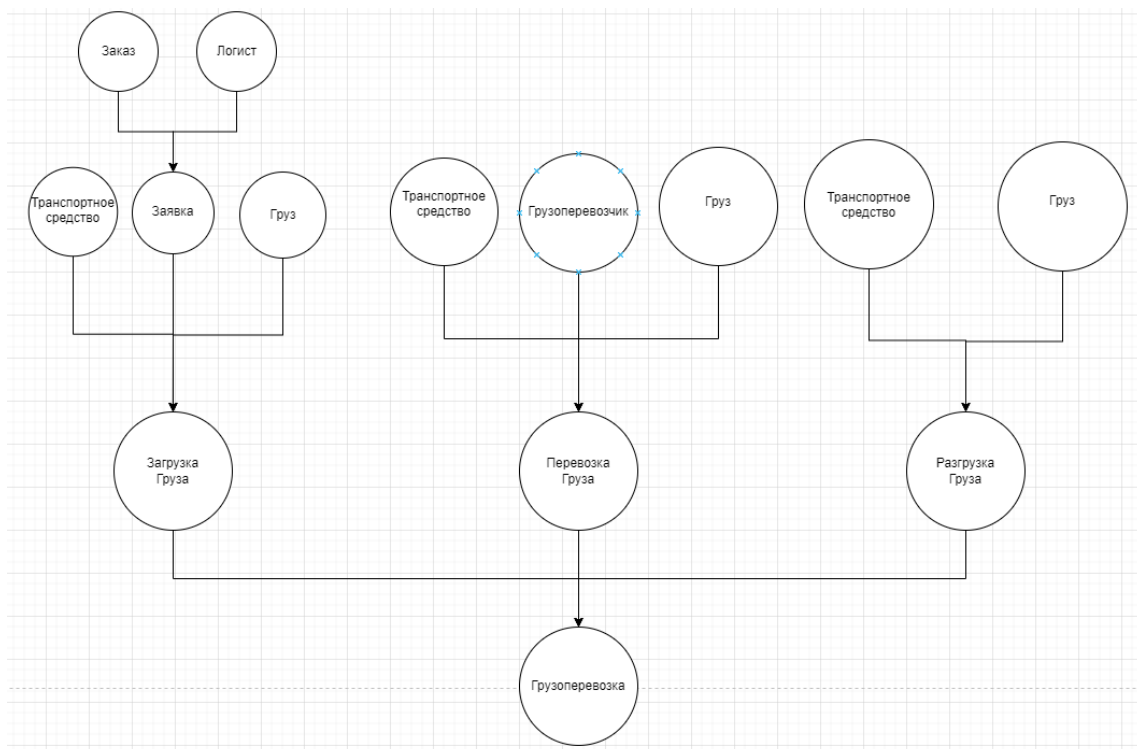 Заказ
Логист
Транспортное
средство
Заявка
Груз
Транспортное
средство
Грузоперевозчик
Груз
Транспортное
средство
Груз
Загрузка
Груза
Перевозка
Груза
Разгрузка
Груза
Грузоперевозка